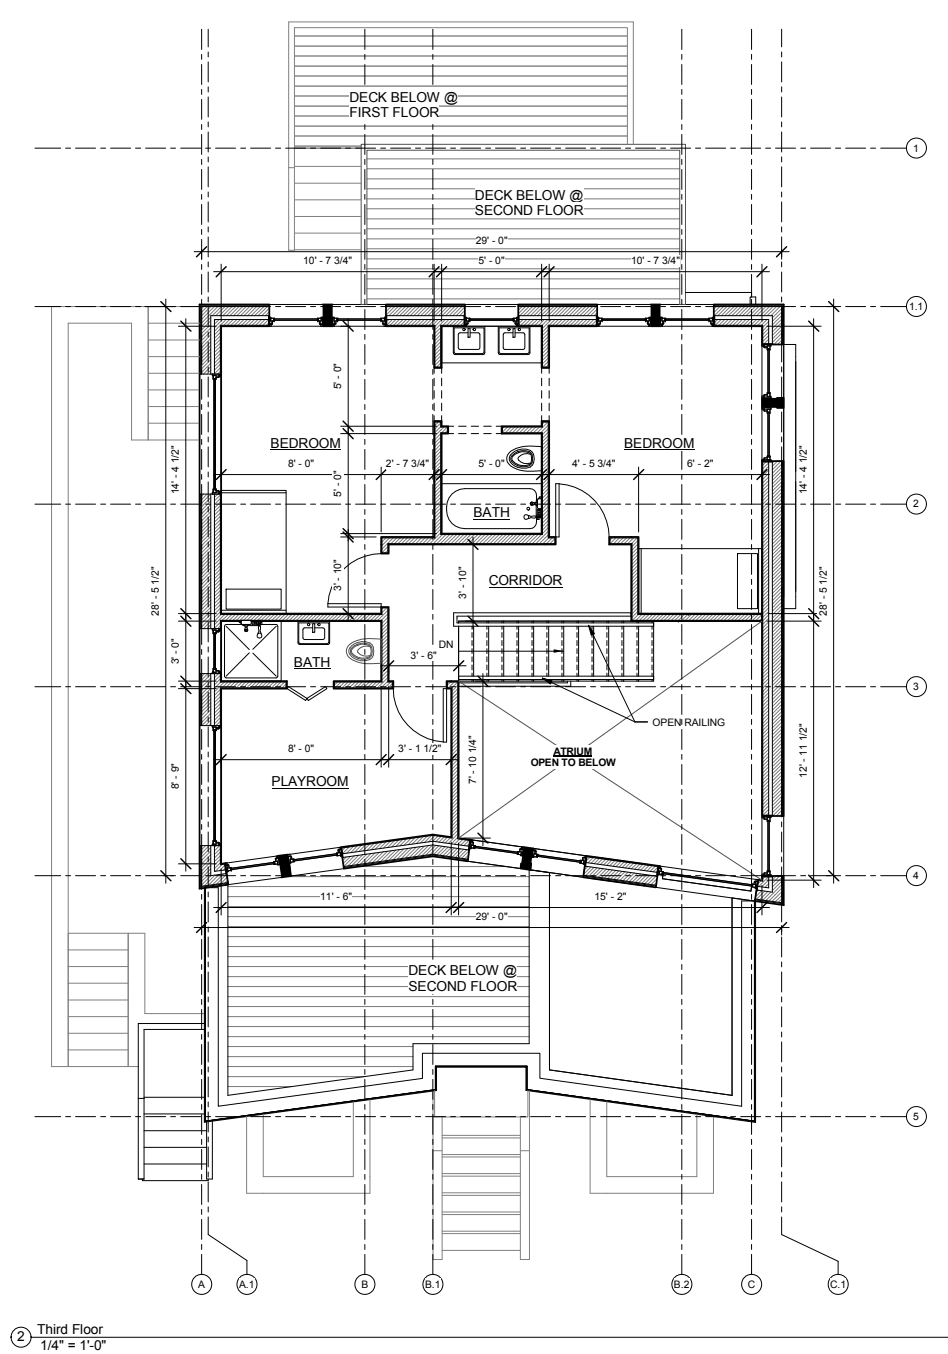 DECK BELOW @
FIRST FLOOR
1
DECK BELOW @
SECOND FLOOR
29' - 0"
10' - 7 3/4"
5' - 0"
10' - 7 3/4"
1.1
5' - 0"
BEDROOM
BEDROOM
8' - 0"
2' - 7 3/4"
5' - 0"
4' - 5 3/4"
6' - 2"
14' - 4 1/2"
14' - 4 1/2"
5' - 0"
2
BATH
CORRIDOR
3' - 10"
3' - 10"
28' - 5 1/2"
28' - 5 1/2"
DN
3' - 0"
BATH
3' - 6"
3
OPEN RAILING
8' - 0"
3' - 1 1/2"
7' - 10 1/4"
ATRIUM
OPEN TO BELOW
12' - 11 1/2"
8' - 9"
PLAYROOM
4
11' - 6"
15' - 2"
29' - 0"
DECK BELOW @
SECOND FLOOR
5
A
A.1
B
B.1
B.2
C
C.1
2
Third Floor
1/4" = 1'-0"